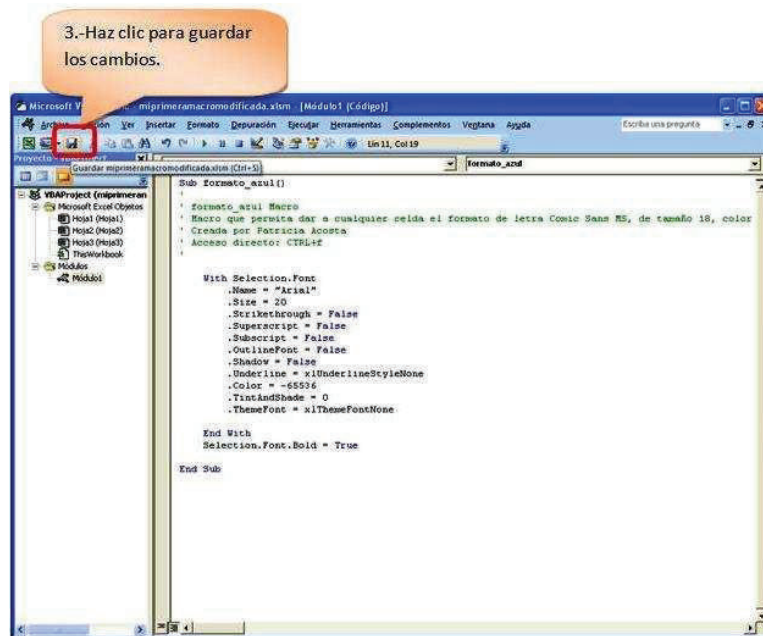 3.-Haz clic para guardar
los cambios.
Microsoft V miprimeramacromodificada.xlsm - [Módulo1 (Código)]
Ver Insertar Formato Depuración Ejecutar Herramientas Complementos Ventana Ayuda Escriba una pregunta
Lín 11, Col 19
Guardar miprimeramacromodificada.xlsm (Ctrl+S)
formato_azul
VBAProject (miprimeran
Microsoft Excel Objetos
Hoja1 (Hoja1)
Hoja2 (Hoja2)
Hoja3 (Hoja3)
ThisWorkbook
Módulos
Módulo1
Sub formato_azul()
'
' formato_azul Macro
' Macro que permita dar a cualquier celda el formato de letra Comic Sans MS, de tamaño 18, color
' Creada por Patricia Acosta
' Acceso directo: CTRL+f
'
With Selection.Font
.Name = "Arial"
.Size = 20
.Strikethrough = False
.Superscript = False
.Subscript = False
.OutlineFont = False
.Shadow = False
.Underline = xlUnderlineStyleNone
.Color = -65536
.TintAndShade = 0
.ThemeFont = xlThemeFontNone
End With
Selection.Font.Bold = True
End Sub